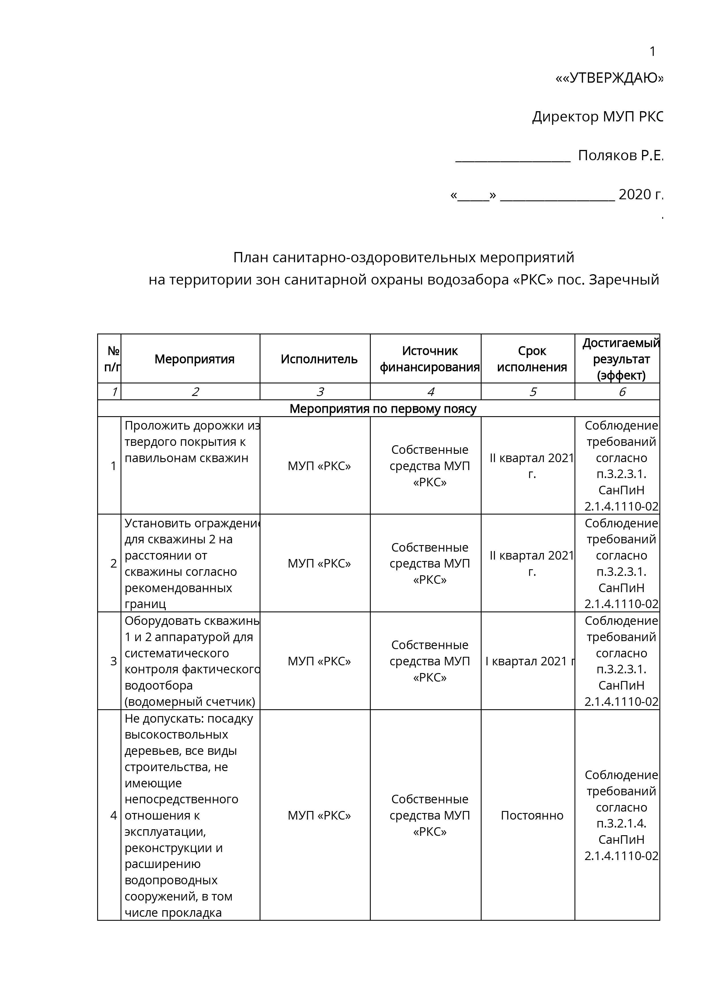 1
««УТВЕРЖДАЮ»
Директор МУП РКС
__________________ Поляков Р.Е.
«_____» __________________ 2020 г.
.
План санитарно-оздоровительных мероприятий
на территории зон санитарной охраны водозабора «РКС» пос. Заречный
№
п/п
Мероприятия
Исполнитель
Источник
финансирования
Срок
исполнения
Достигаемый
результат
(эффект)
1
2
3
4
5
6
Мероприятия по первому поясу
1
Проложить дорожки из
твердого покрытия к
павильонам скважин
МУП «РКС»
Собственные
средства МУП
«РКС»
II квартал 2021
г.
Соблюдение
требований
согласно
п.3.2.3.1.
СанПиН
2.1.4.1110-02
2
Установить ограждение
для скважины 2 на
расстоянии от
скважины согласно
рекомендованных
границ
МУП «РКС»
Собственные
средства МУП
«РКС»
II квартал 2021
г.
Соблюдение
требований
согласно
п.3.2.3.1.
СанПиН
2.1.4.1110-02
3
Оборудовать скважины
1 и 2 аппаратурой для
систематического
контроля фактического
водоотбора
(водомерный счетчик)
МУП «РКС»
Собственные
средства МУП
«РКС»
I квартал 2021 г
Соблюдение
требований
согласно
п.3.2.3.1.
СанПиН
2.1.4.1110-02
4
Не допускать: посадку
высокоствольных
деревьев, все виды
строительства, не
имеющие
непосредственного
отношения к
эксплуатации,
реконструкции и
расширению
водопроводных
сооружений, в том
числе прокладка
МУП «РКС»
Собственные
средства МУП
«РКС»
Постоянно
Соблюдение
требований
согласно
п.3.2.1.4.
СанПиН
2.1.4.1110-02